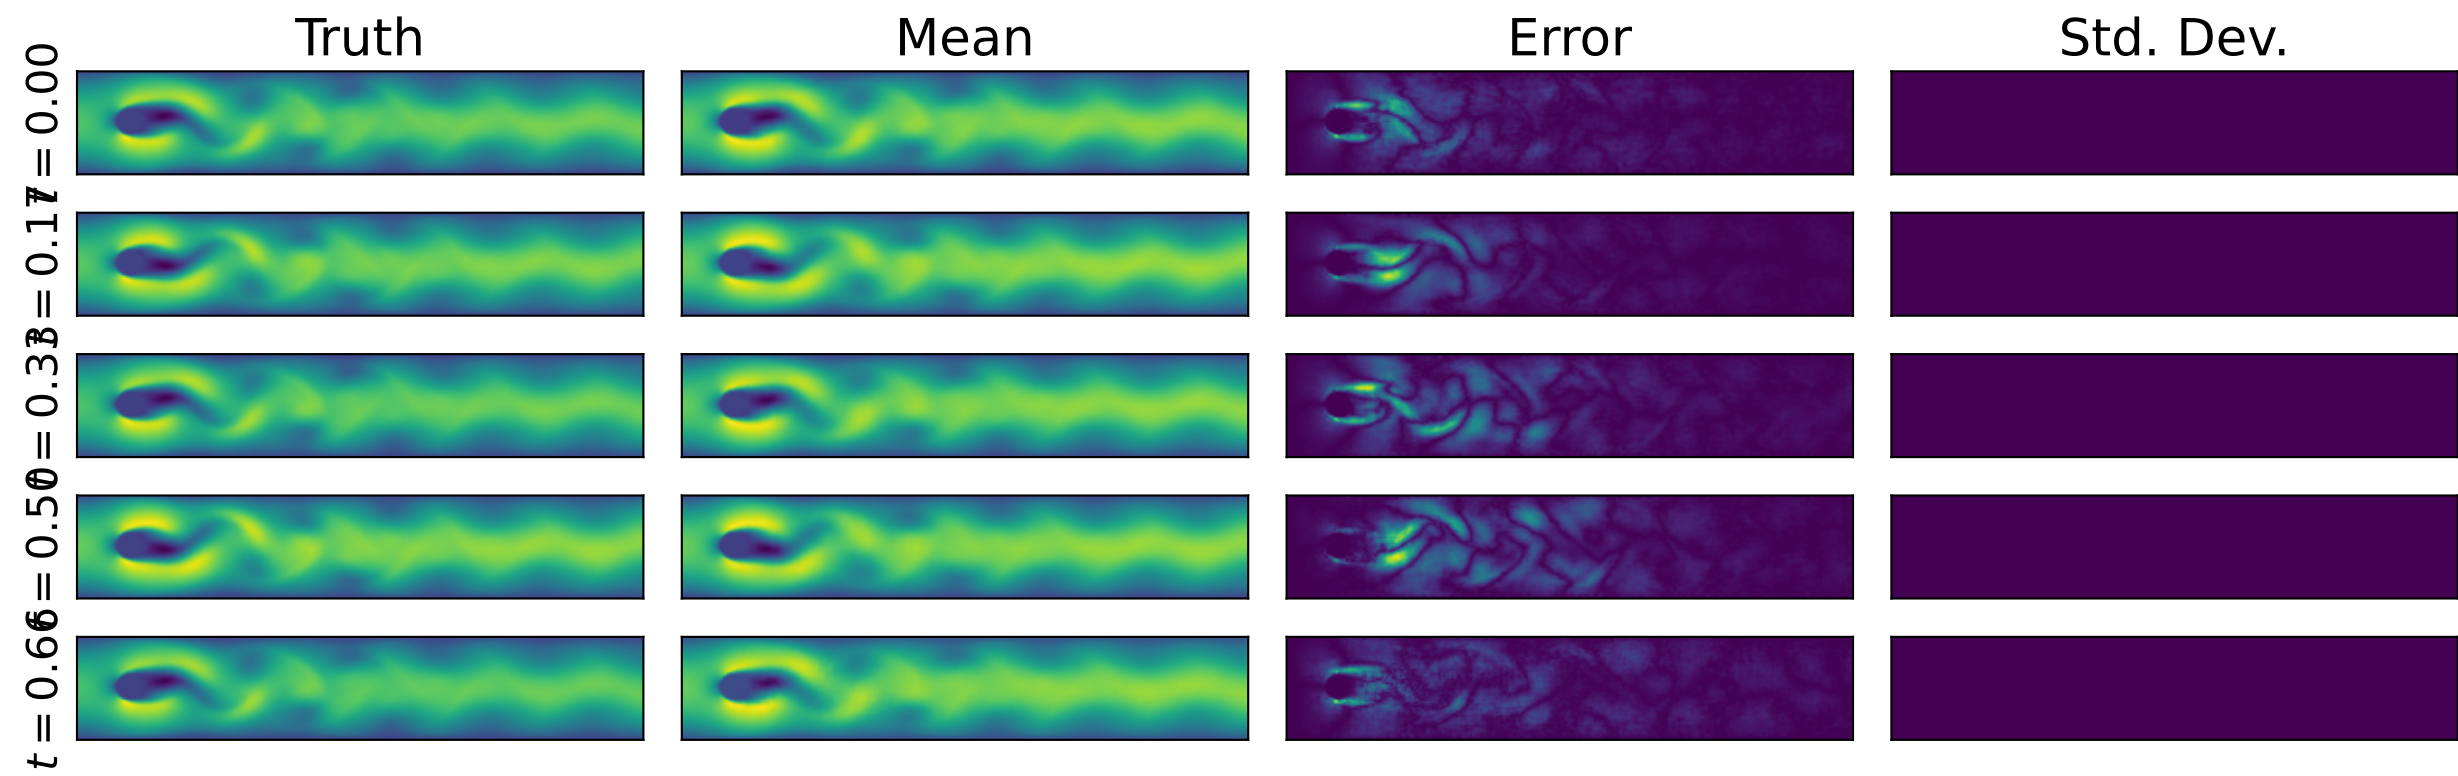 Truth Mean Error Std. Dev.
t = 0.00
t = 0.17
t = 0.33
t = 0.50
t = 0.66